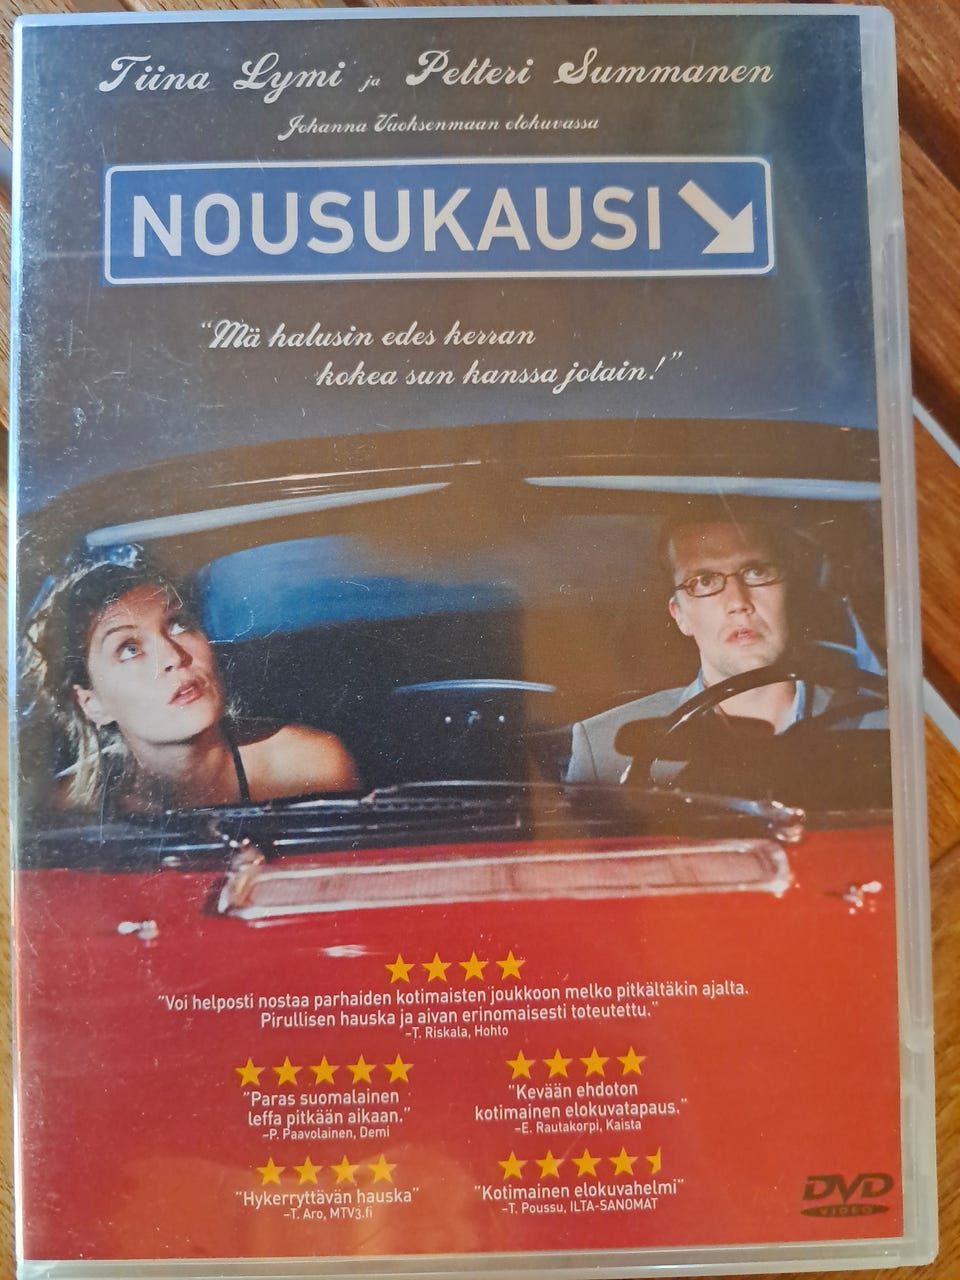 Tiina Lymi ja Petteri Summanen
Johanna Vuoksenmaan elokuvassa
NOUSUKAUSI
"Mä halusin edes kerran
kokea sun kanssa jotain!"
"Voi helposti nostaa parhaiden kotimaisten joukkoon melko pitkältäkin ajalta.
Pirullisen hauska ja aivan erinomaisesti toteutettu."
–T. Riskala, Hohto
"Paras suomalainen
leffa pitkään aikaan."
–P. Paavolainen, Demi
"Kevään ehdoton
kotimainen elokuvatapaus."
–E. Rautakorpi, Kaista
"Hykerryttävän hauska"
–T. Aro, MTV3.fi
"Kotimainen elokuvahelmi"
–T. Poussu, ILTA-SANOMAT
DVD
VIDEO